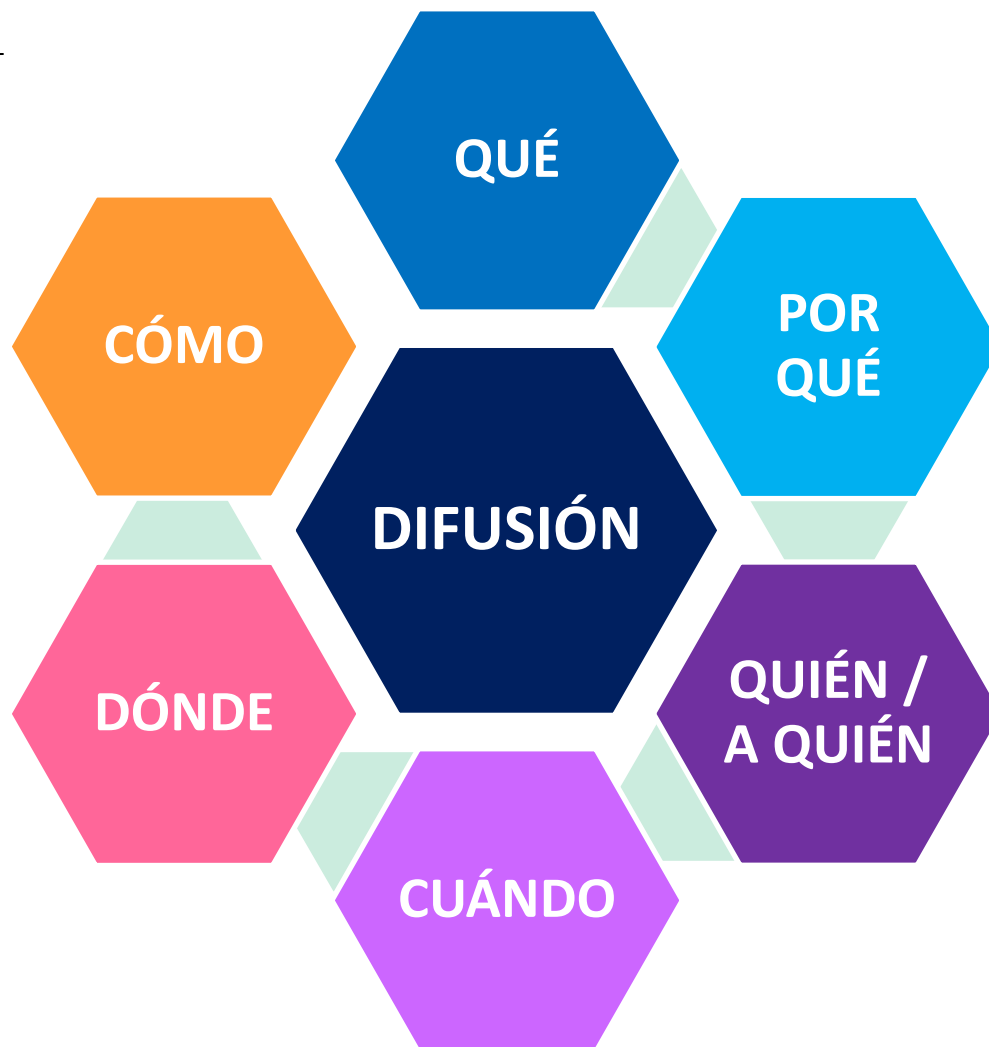 QUÉ
POR
QUÉ
QUIÉN /
A QUIÉN
CUÁNDO
DÓNDE
CÓMO
DIFUSIÓN